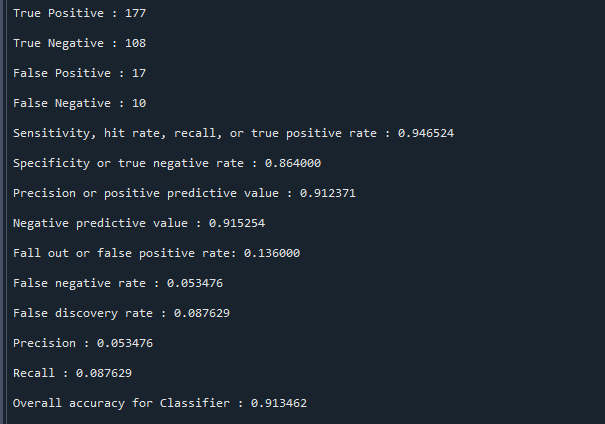 True Positive : 177
True Negative : 108
False Positive : 17
False Negative : 10
Sensitivity, hit rate, recall, or true positive rate : 0.946524
Specificity or true negative rate : 0.864000
Precision or positive predictive value : 0.912371
Negative predictive value : 0.915254
Fall out or false positive rate: 0.136000
False negative rate : 0.053476
False discovery rate : 0.087629
Precision : 0.053476
Recall : 0.087629
Overall accuracy for Classifier : 0.913462